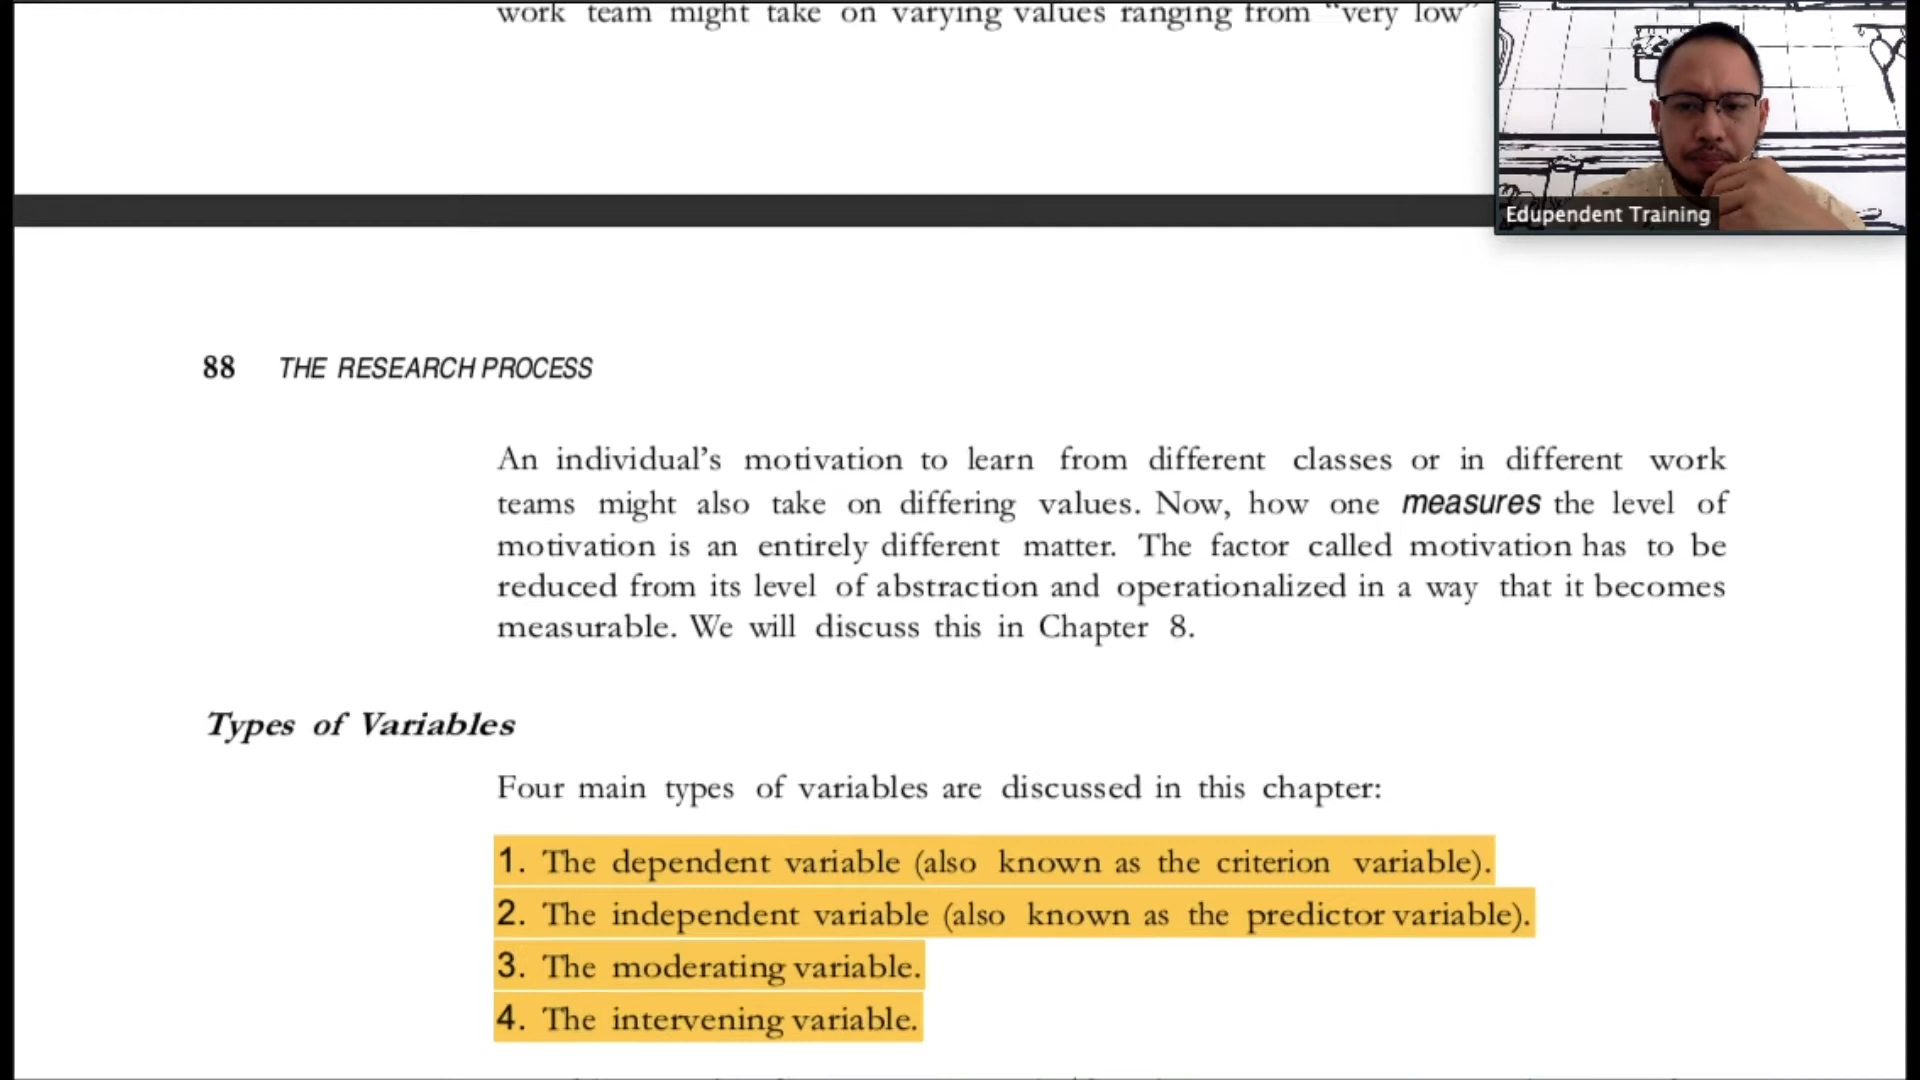 work team might take on varying values ranging from “very low”
Edupendent Training
88 THE RESEARCH PROCESS
An individual’s motivation to learn from different classes or in different work
teams might also take on differing values. Now, how one measures the level of
motivation is an entirely different matter. The factor called motivation has to be
reduced from its level of abstraction and operationalized in a way that it becomes
measurable. We will discuss this in Chapter 8.
Types of Variables
Four main types of variables are discussed in this chapter:
1. The dependent variable (also known as the criterion variable).
2. The independent variable (also known as the predictor variable).
3. The moderating variable.
4. The intervening variable.